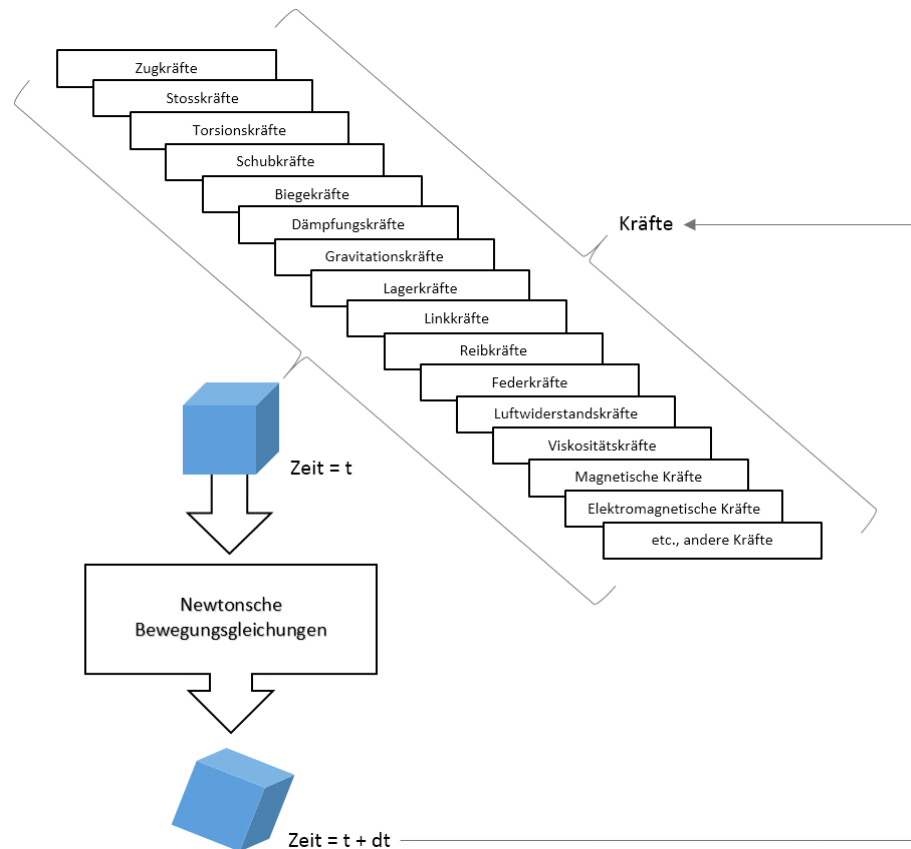 Zugkräfte
Stosskräfte
Torsionskräfte
Schubkräfte
Biegekräfte
Dämpfungskräfte
Kräfte
Gravitationskräfte
Lagerkräfte
Linkkräfte
Reibkräfte
Federkräfte
Luftwiderstandskräfte
Viskositätskräfte
Magnetische Kräfte
Elektromagnetische Kräfte
etc., andere Kräfte
Zeit = t
Newtonsche
Bewegungsgleichungen
Zeit = t + dt